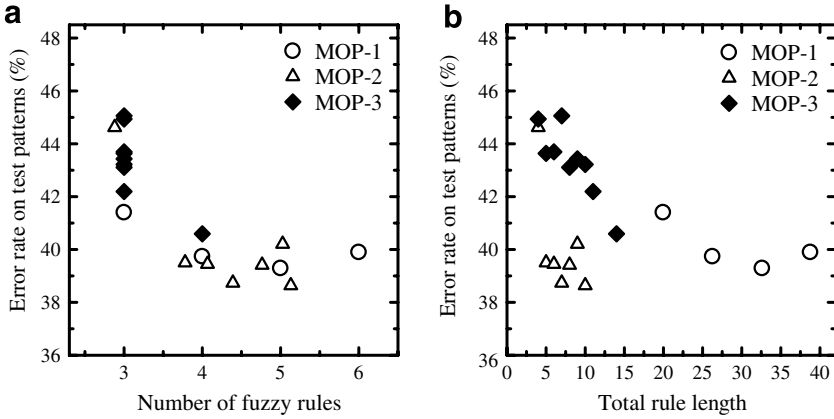 a
Error rate on test patterns (%)
48
46
44
42
40
38
36
MOP-1
MOP-2
MOP-3
3
4
5
6
Number of fuzzy rules
b
Error rate on test patterns (%)
48
46
44
42
40
38
36
MOP-1
MOP-2
MOP-3
0
5
10
15
20
25
30
35
40
Total rule length